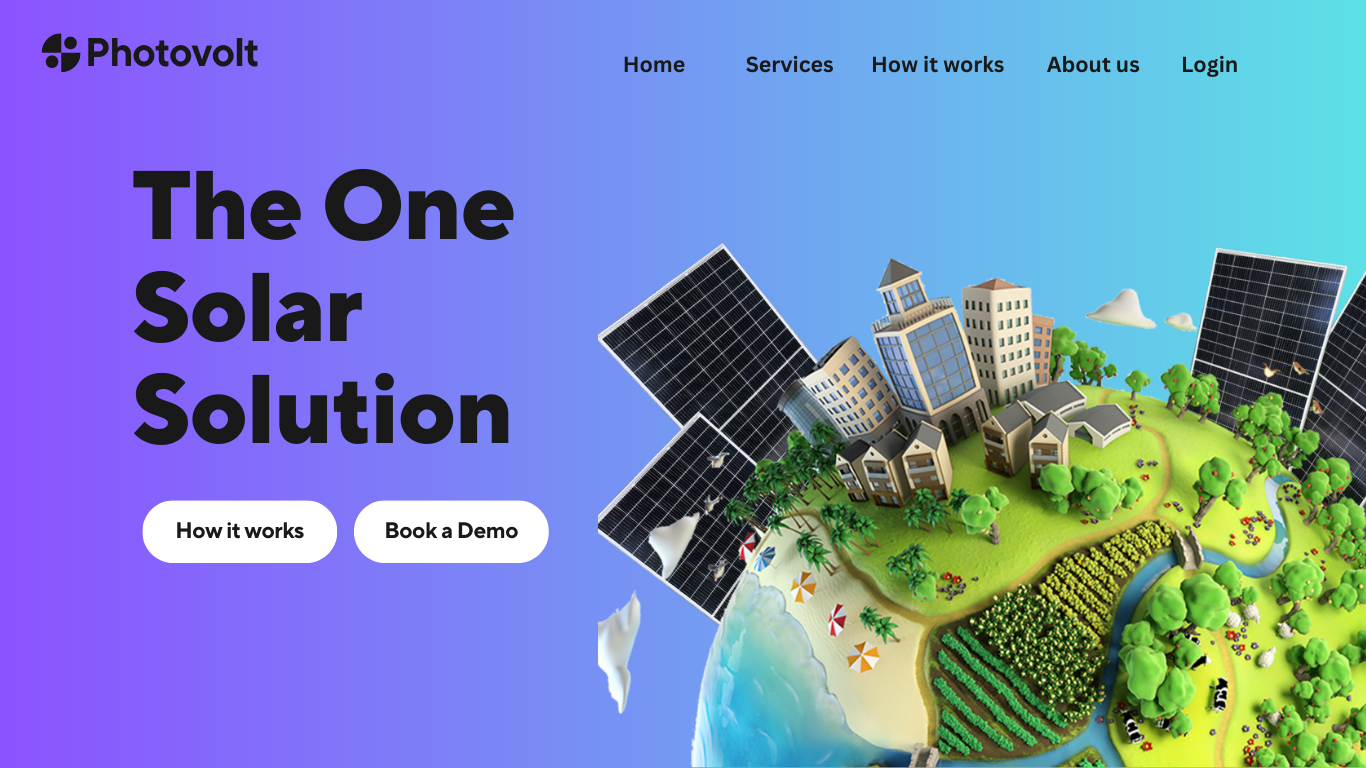 Photovolt
Home Services How it works About us Login
The One
Solar
Solution
How it works Book a Demo